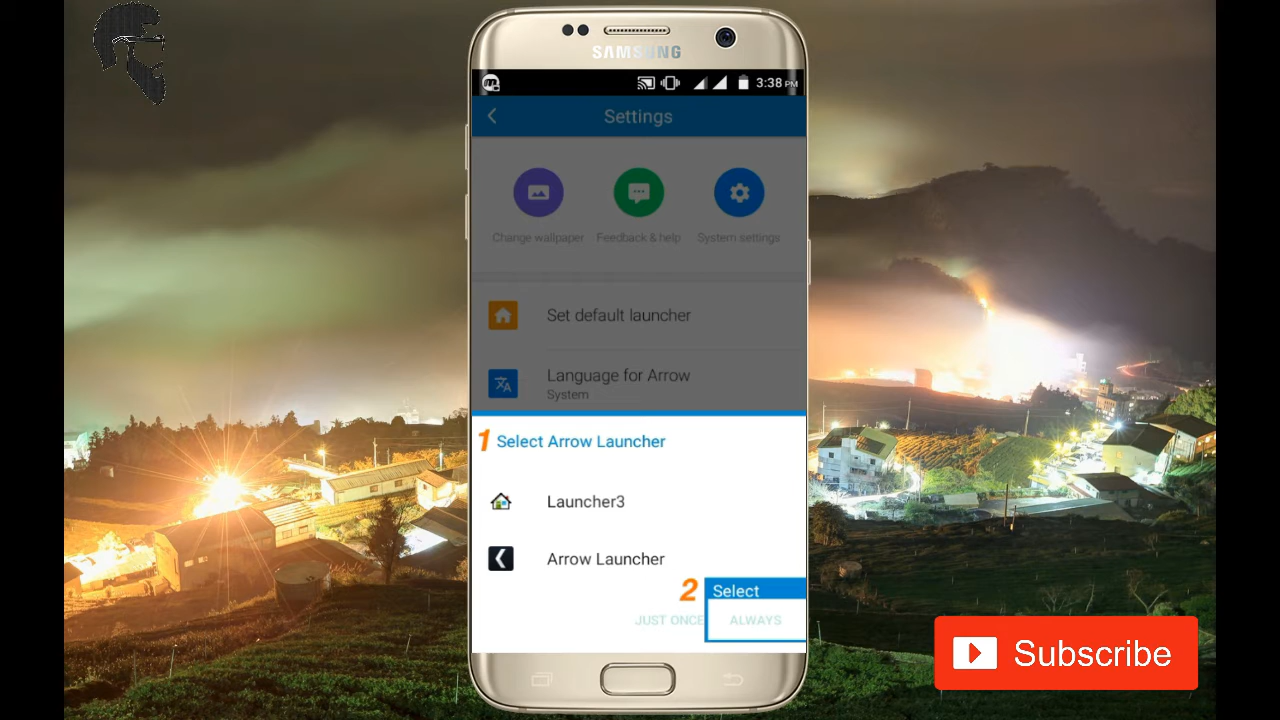 SAMSUNG
3:38 PM
Settings
Change wallpaper
Feedback & help
System settings
Set default launcher
Language for Arrow
System
1 Select Arrow Launcher
Launcher3
Arrow Launcher
2 Select
JUST ONCE
ALWAYS
Subscribe